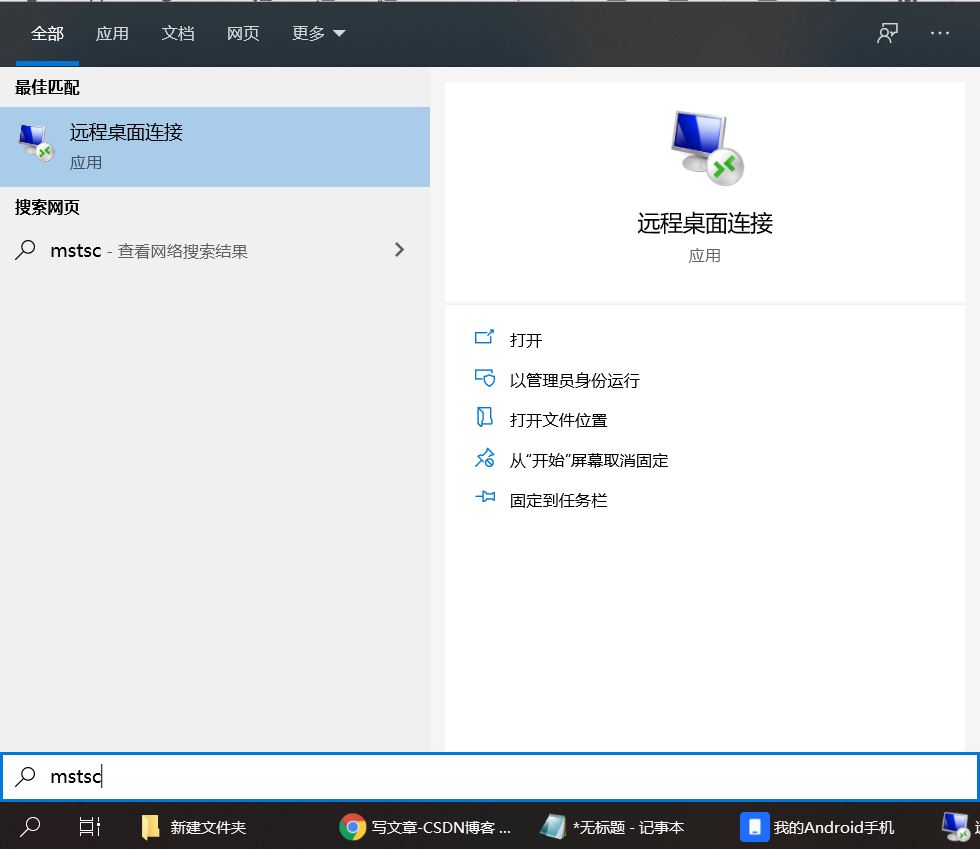 全部 应用 文档 网页 更多
最佳匹配
远程桌面连接
应用
搜索网页
mstsc - 查看网络搜索结果
远程桌面连接
应用
打开
以管理员身份运行
打开文件位置
从“开始”屏幕取消固定
固定到任务栏
mstsc
新建文件夹 写文章-CSDN博客 ... *无标题 - 记事本 我的Android手机